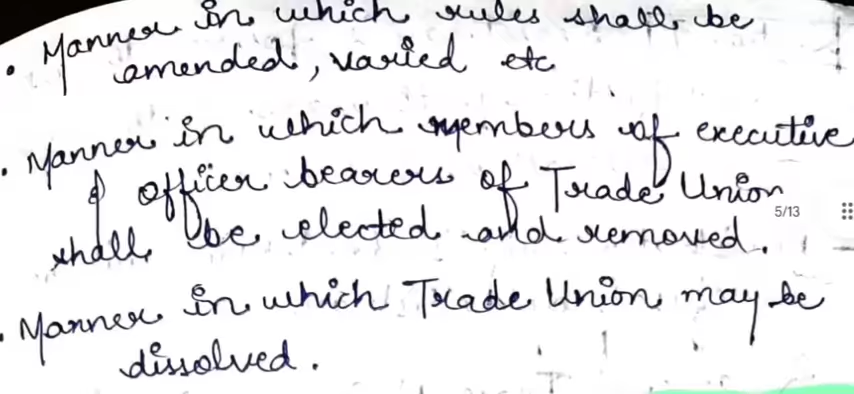 • Manner in which rules shall be
amended, varied etc
• Manner in which members of executive
& officer bearers of Trade Union
5/13
shall be elected and removed.
• Manner in which Trade Union may be
dissolved.